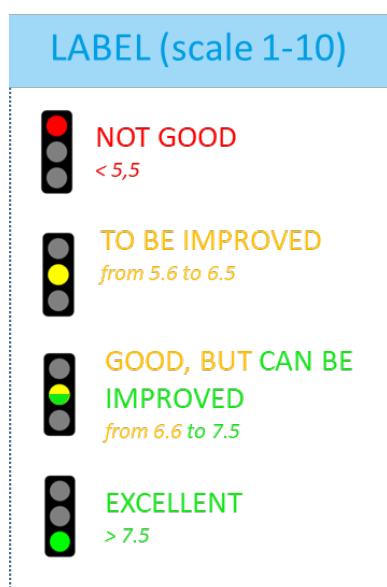 LABEL (scale 1-10)
NOT GOOD
< 5,5
TO BE IMPROVED
from 5.6 to 6.5
GOOD, BUT CAN BE
IMPROVED
from 6.6 to 7.5
EXCELLENT
> 7.5